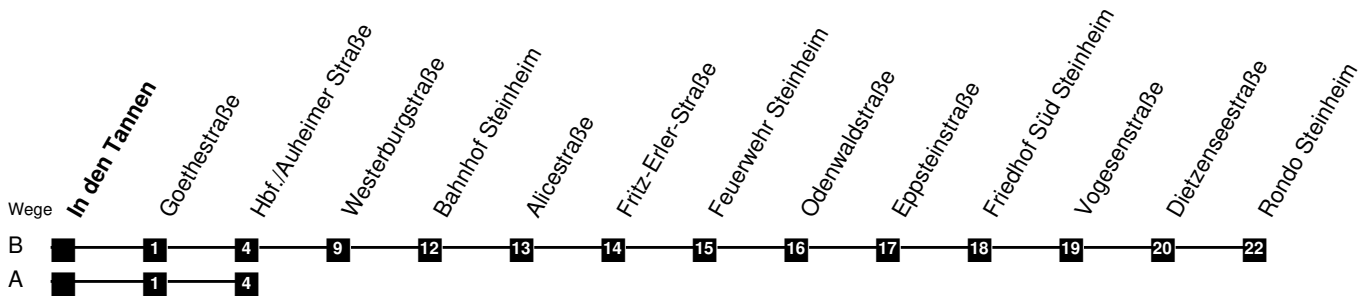 In den Tannen
Goethestraße
Hbf./Auheimer Straße
Westerburgstraße
Bahnhof Steinheim
Alicestraße
Fritz-Erler-Straße
Feuerwehr Steinheim
Odenwaldstraße
Eppsteinstraße
Friedhof Süd Steinheim
Vogesenstraße
Dietzenseestraße
Rondo Steinheim
Wege
B 1 4 9 12 13 14 15 16 17 18 19 20 22
A 1 4